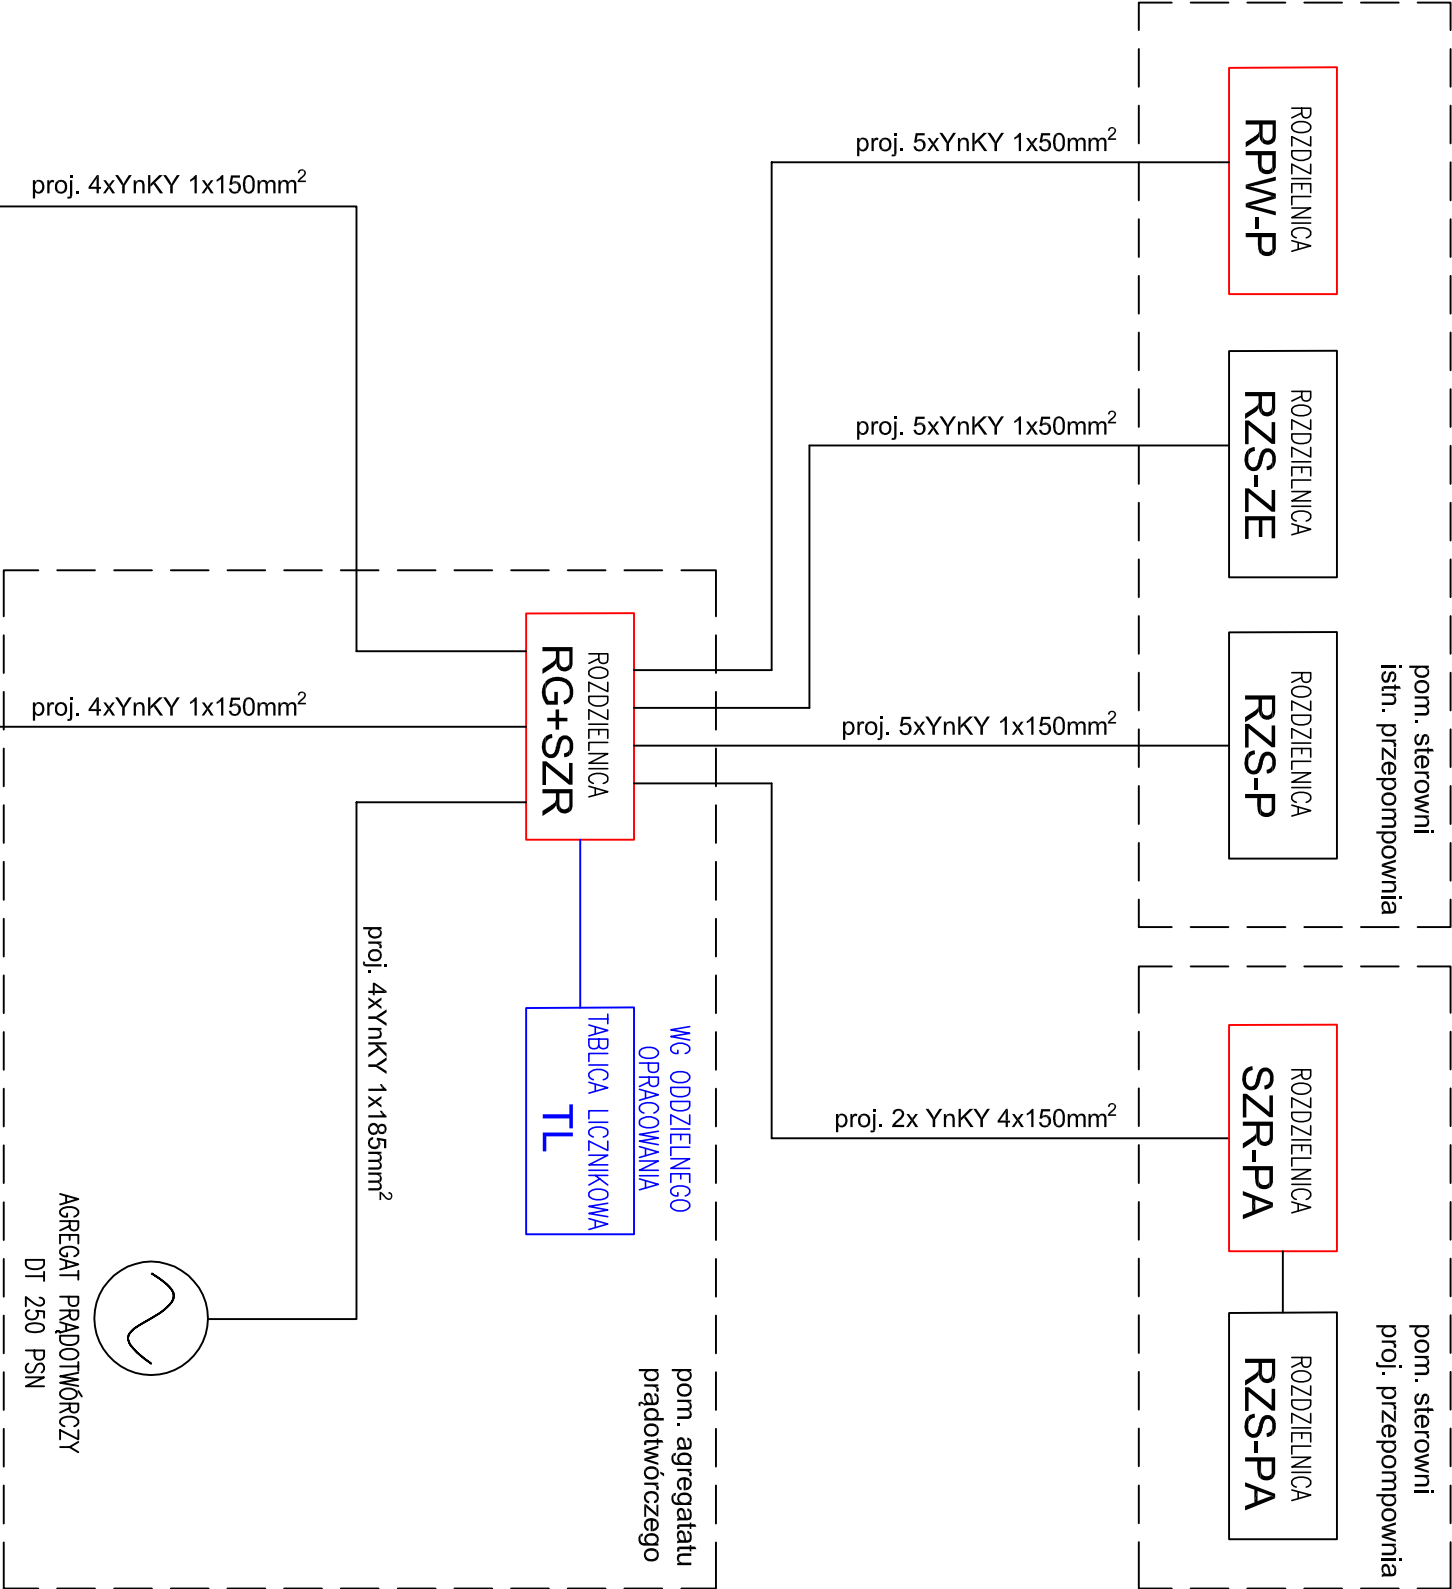 ROZDZIELNICA
RPW-P
ROZDZIELNICA
RZS-ZE
ROZDZIELNICA
RZS-P
pom. sterowni
istn. przepompownia
ROZDZIELNICA
SZR-PA
ROZDZIELNICA
RZS-PA
pom. sterowni
proj. przepompownia
proj. 5xYnKY 1x50mm²
proj. 5xYnKY 1x50mm²
proj. 5xYnKY 1x150mm²
proj. 2x YnKY 4x150mm²
proj. 4xYnKY 1x150mm²
proj. 4xYnKY 1x150mm²
ROZDZIELNICA
RG+SZR
proj. 4xYnKY 1x185mm²
WG ODDZIELNEGO
OPRACOWANIA
TABLICA LICZNIKOWA
TL
AGREGAT PRĄDOTWÓRCZY
DT 250 PSN
pom. agregatatu
prądotwórczego